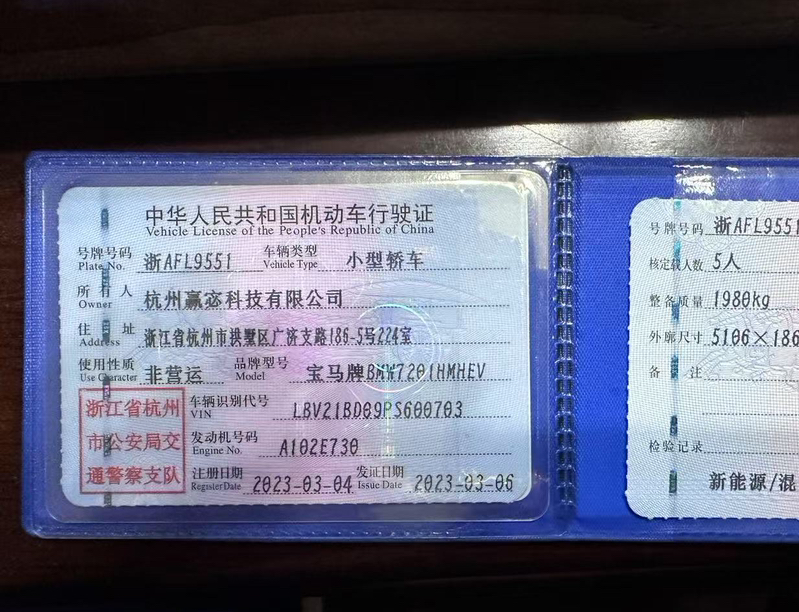 中华人民共和国机动车行驶证
Vehicle License of the People's Republic of China
号牌号码 Plate No. 浙AFL9551 车辆类型 Vehicle Type 小型轿车
所有人 Owner 杭州赢宓科技有限公司
住址 Address 浙江省杭州市拱墅区广济支路186-5号224室
使用性质 Use Character 非营运 品牌型号 Model 宝马牌BMW7201HMHEV
浙江省杭州
市公安局交
通警察支队
车辆识别代号 VIN LBV21BD09PS600703
发动机号码 Engine No. A102E730
注册日期 Register Date 2023-03-04 发证日期 Issue Date 2023-03-06
号牌号码 浙AFL9551
核定载人数 5人
整备质量 1980kg
外廓尺寸 5106×186
备注
检验记录
新能源/混